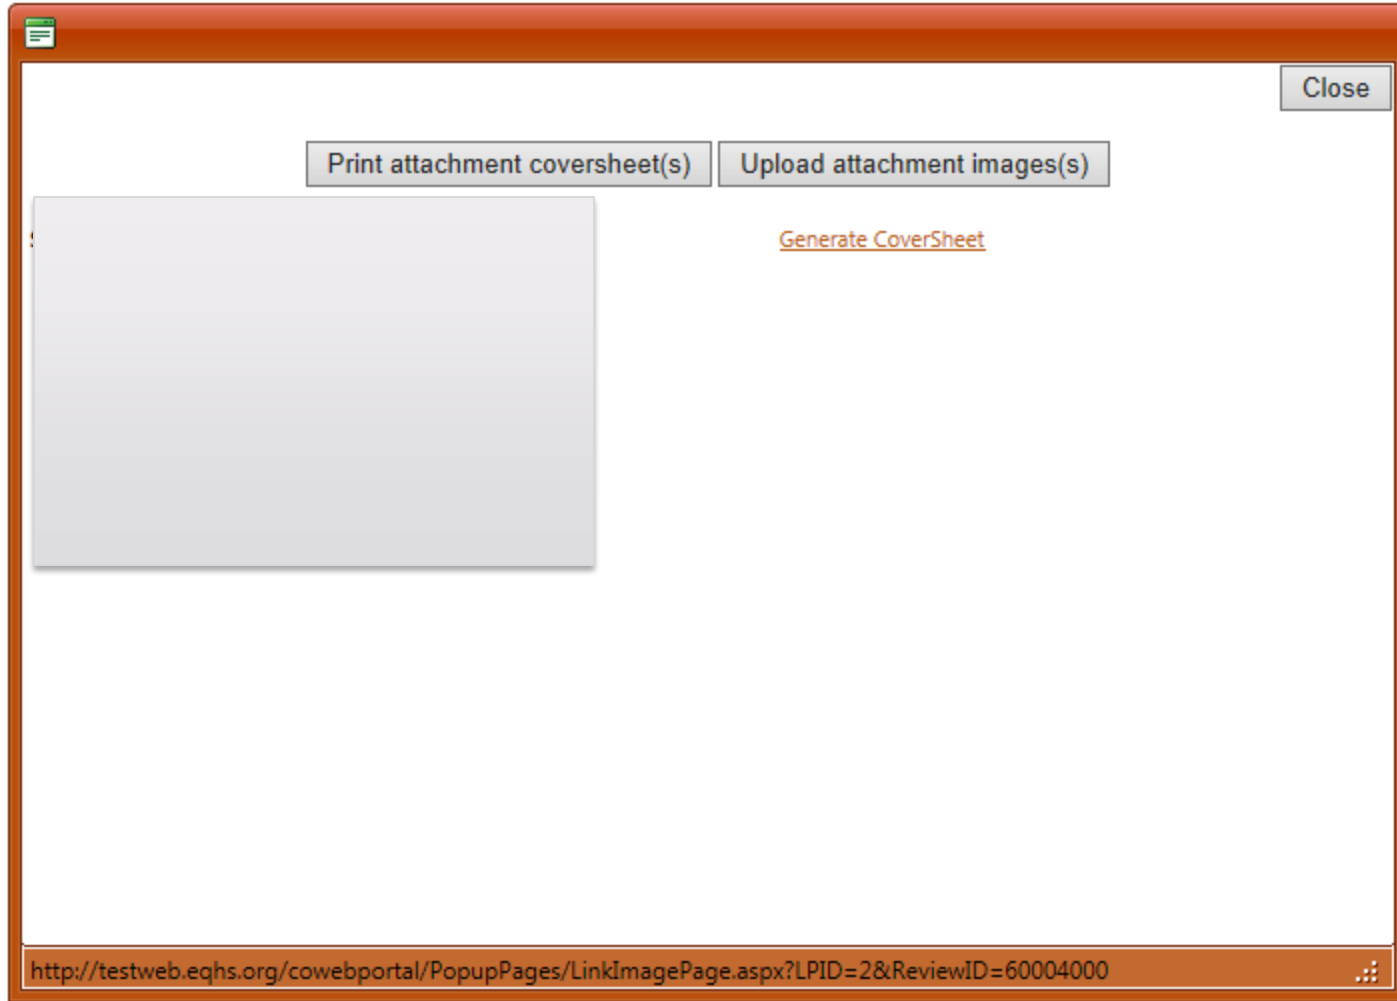 Close
Print attachment coversheet(s) Upload attachment images(s)
Generate CoverSheet
http://testweb.eqhs.org/cowebportal/PopupPages/LinkImagePage.aspx?LPID=2&ReviewID=60004000